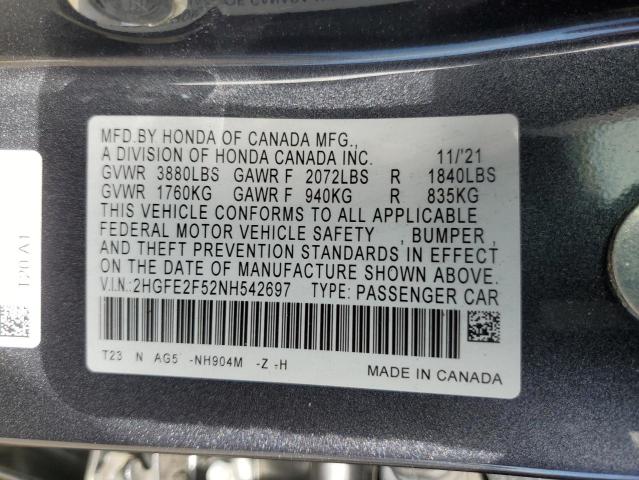 MFD.BY HONDA OF CANADA MFG.,
A DIVISION OF HONDA CANADA INC. 11/'21
GVWR 3880LBS GAWR F 2072LBS R 1840LBS
GVWR 1760KG GAWR F 940KG R 835KG
THIS VEHICLE CONFORMS TO ALL APPLICABLE
FEDERAL MOTOR VEHICLE SAFETY , BUMPER ,
AND THEFT PREVENTION STANDARDS IN EFFECT
ON THE DATE OF MANUFACTURE SHOWN ABOVE.
V.I.N.:2HGFE2F52NH542697 TYPE: PASSENGER CAR
T23 N AG5 -NH904M -Z -H
MADE IN CANADA
T20 A1